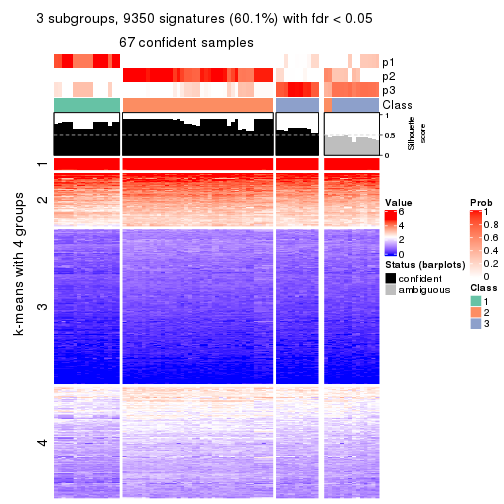 3 subgroups, 9350 signatures (60.1%) with fdr < 0.05
67 confident samples
p1
p2
p3
Class
1
0.5
0
Silhouette
score
k-means with 4 groups
1
2
3
4
Value
6
4
2
0
Status (barplots)
confident
ambiguous
Prob
1
0.8
0.6
0.4
0.2
0
Class
1
2
3